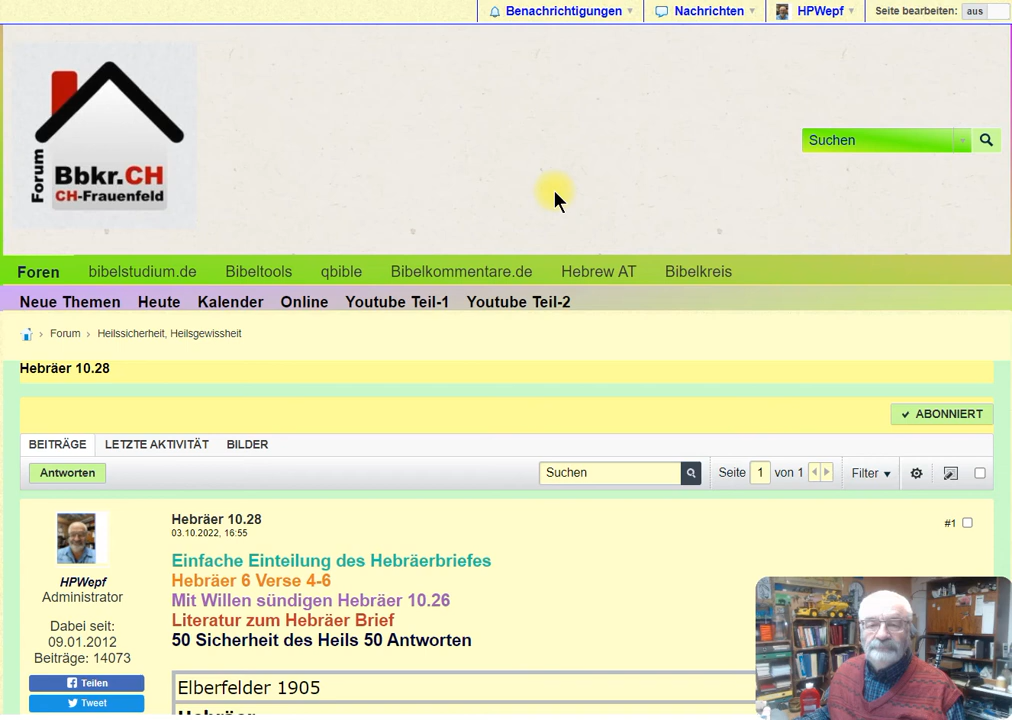 Benachrichtigungen Nachrichten HPWepf Seite bearbeiten: aus
Forum
Bbkr.CH
CH-Frauenfeld
Suchen
Foren bibelstudium.de Bibeltools qbible Bibelkommentare.de Hebrew AT Bibelkreis
Neue Themen Heute Kalender Online Youtube Teil-1 Youtube Teil-2
Forum Heilssicherheit, Heilsgewissheit
Hebräer 10.28
ABONNIERT
BEITRÄGE LETZTE AKTIVITÄT BILDER
Antworten Suchen Seite 1 von 1 Filter
Hebräer 10.28 #1
03.10.2022, 16:55
Einfache Einteilung des Hebräerbriefes
Hebräer 6 Verse 4-6
Mit Willen sündigen Hebräer 10.26
Literatur zum Hebräer Brief
50 Sicherheit des Heils 50 Antworten
HPWepf
Administrator
Dabei seit:
09.01.2012
Beiträge: 14073
Teilen
Tweet
Elberfelder 1905
Hebräer